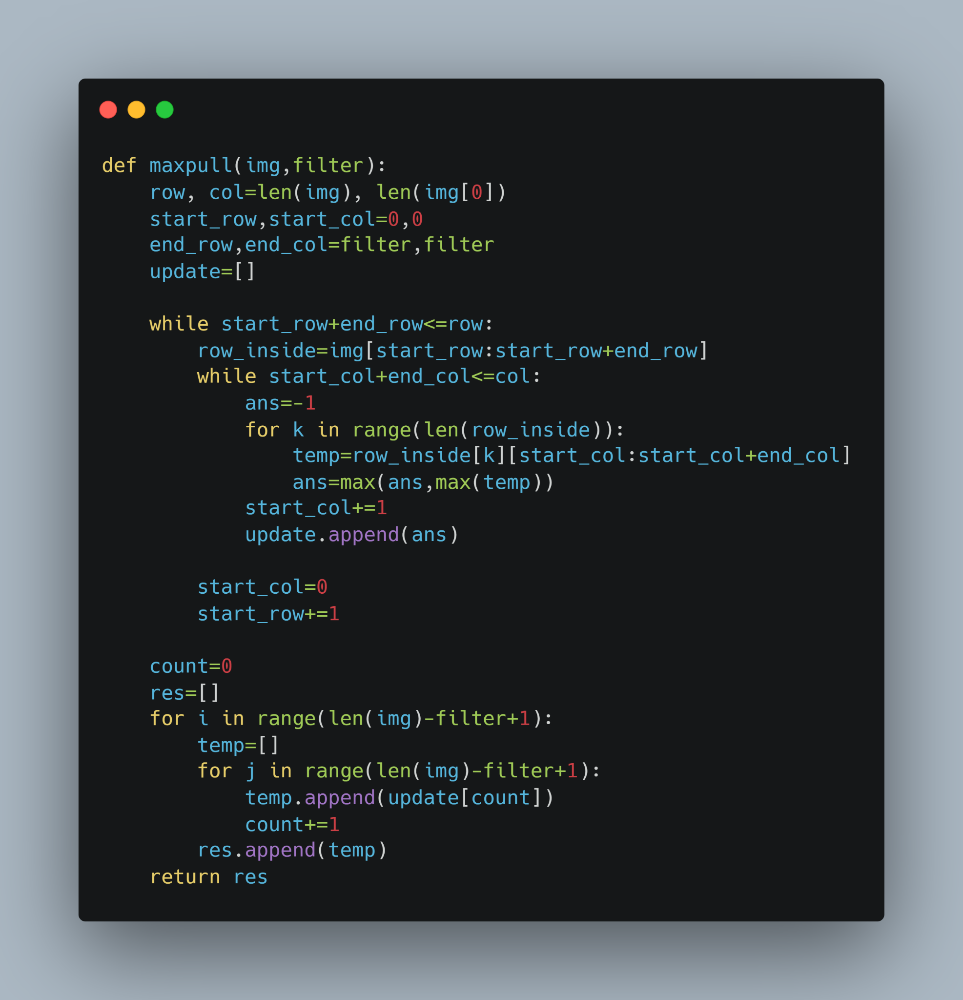 def maxpull(img,filter):
    row, col=len(img), len(img[0])
    start_row,start_col=0,0
    end_row,end_col=filter,filter
    update=[]

    while start_row+end_row<=row:
        row_inside=img[start_row:start_row+end_row]
        while start_col+end_col<=col:
            ans=-1
            for k in range(len(row_inside)):
                temp=row_inside[k][start_col:start_col+end_col]
                ans=max(ans,max(temp))
            start_col+=1
            update.append(ans)

        start_col=0
        start_row+=1

    count=0
    res=[]
    for i in range(len(img)-filter+1):
        temp=[]
        for j in range(len(img)-filter+1):
            temp.append(update[count])
            count+=1
        res.append(temp)
    return res